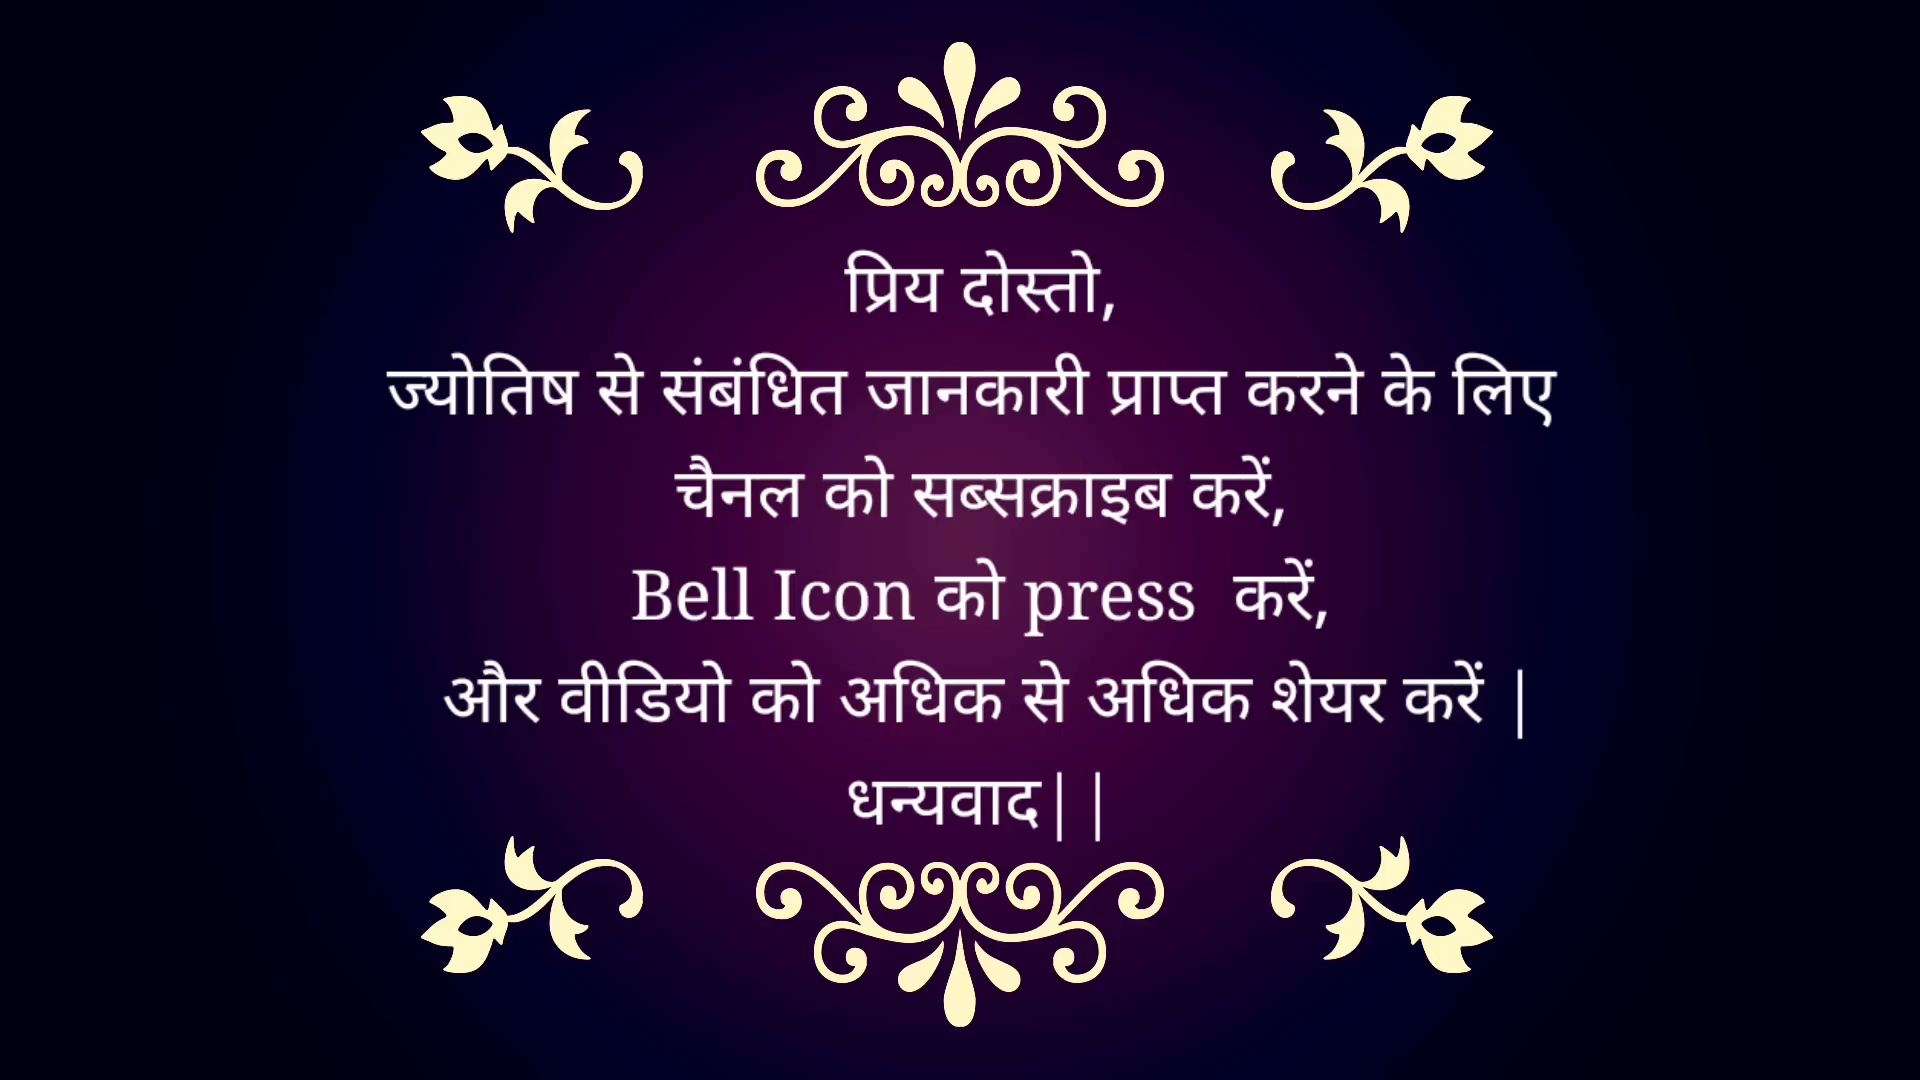 प्रिय दोस्तो,
ज्योतिष से संबंधित जानकारी प्राप्त करने के लिए
चैनल को सब्सक्राइब करें,
Bell Icon को press  करें,
और वीडियो को अधिक से अधिक शेयर करें |
धन्यवाद||